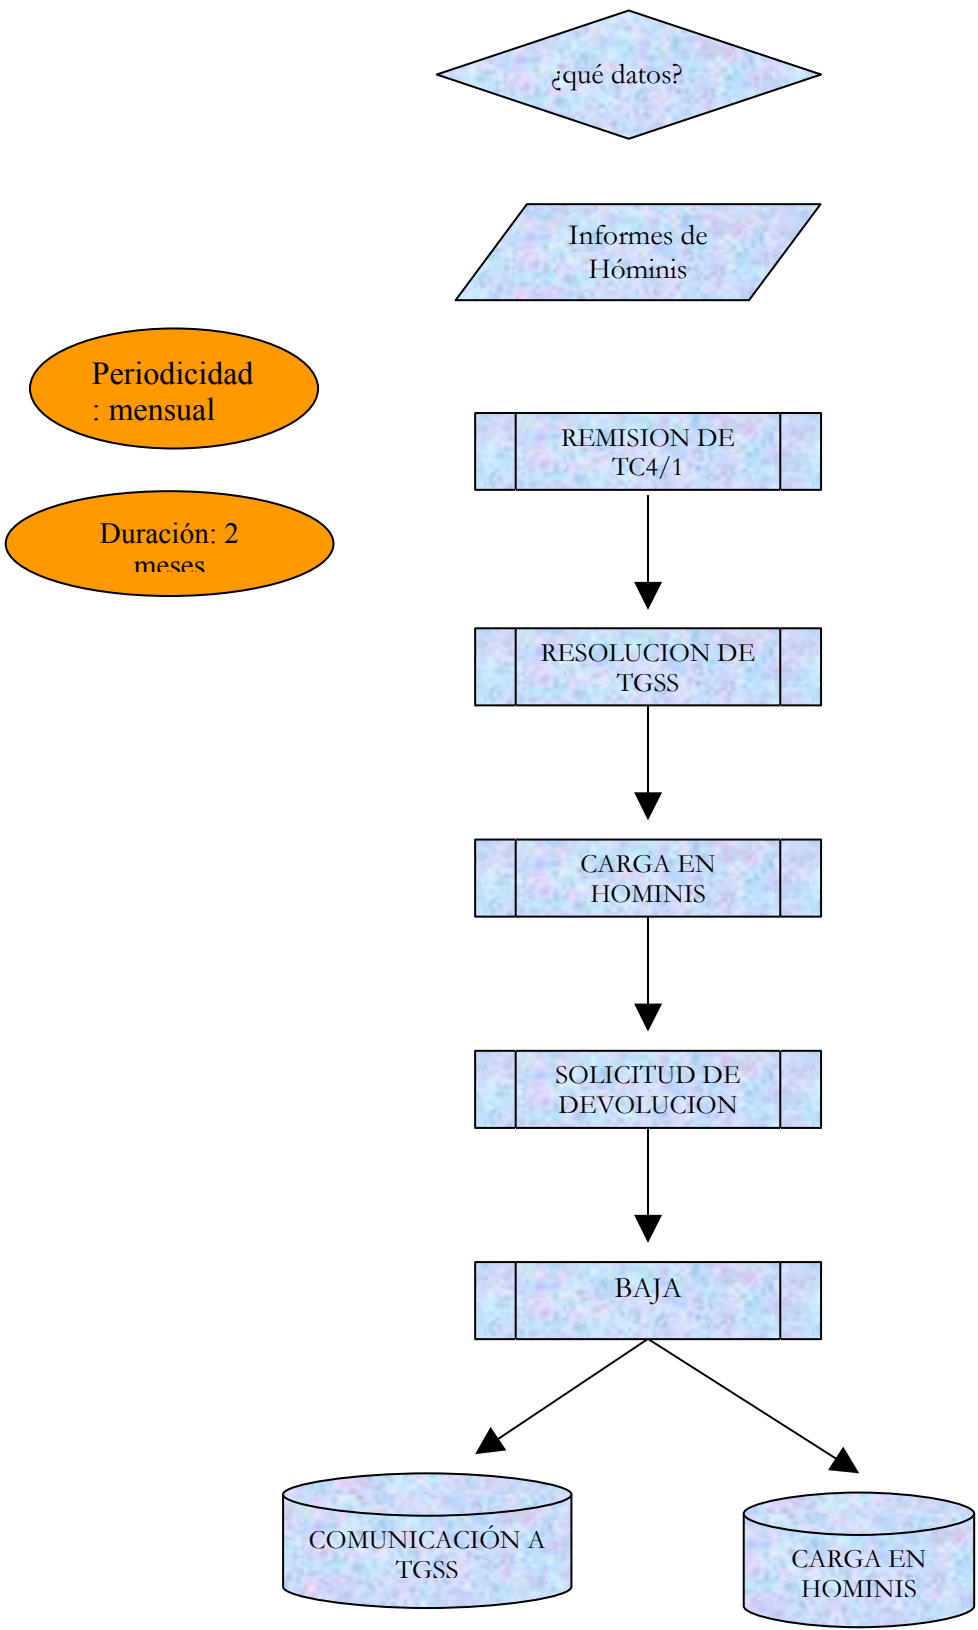 ¿qué datos?
Informes de
Hóminis
Periodicidad
: mensual
REMISION DE
TC4/1
Duración: 2
meses
RESOLUCION DE
TGSS
CARGA EN
HOMINIS
SOLICITUD DE
DEVOLUCION
BAJA
COMUNICACIÓN A
TGSS
CARGA EN
HOMINIS